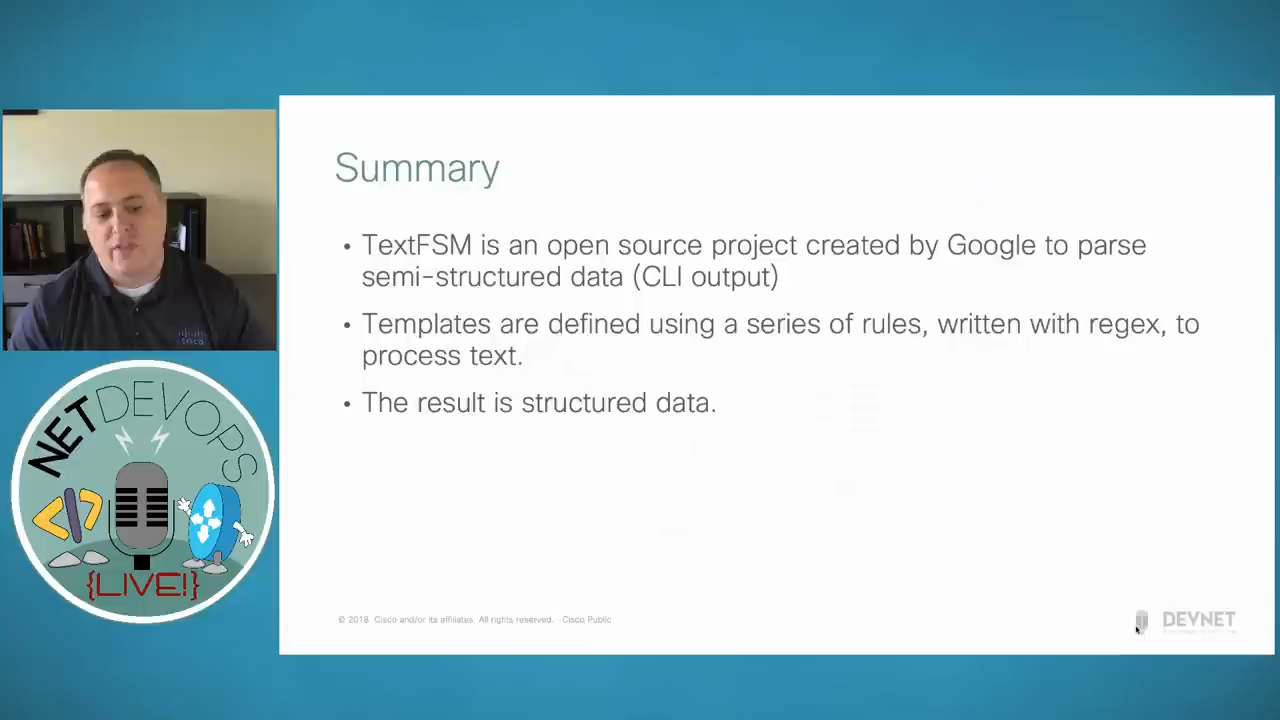 Summary
• TextFSM is an open source project created by Google to parse
semi-structured data (CLI output)
• Templates are defined using a series of rules, written with regex, to
process text.
• The result is structured data.
cisco
NETDEVOPS
{LIVE!}
© 2018 Cisco and/or its affiliates. All rights reserved. Cisco Public
DEVNET